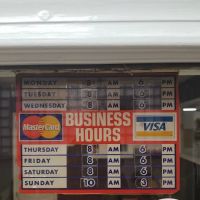 MONDAY 8 AM 6 PM
TUESDAY 8 AM 6 PM
WEDNESDAY 8 AM 6 PM
MasterCard BUSINESS HOURS VISA
THURSDAY 8 AM 6 PM
FRIDAY 8 AM 6 PM
SATURDAY 8 AM 6 PM
SUNDAY 10 AM 3 PM